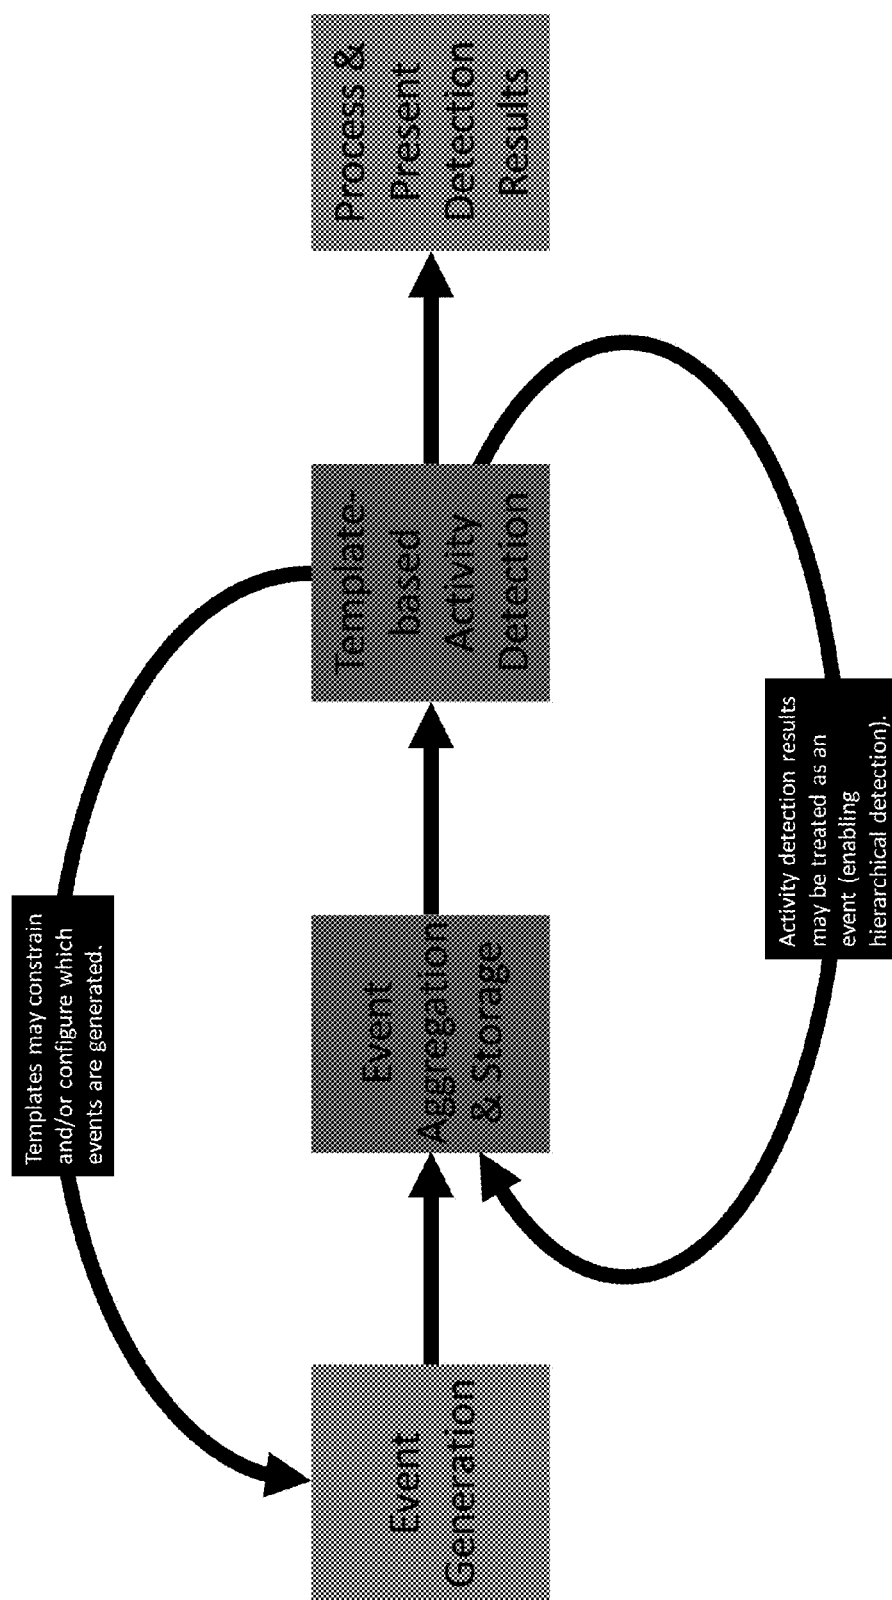 Templates may constrain
and/or configure which
events are generated.
Event
Generation
Event
Aggregation
& Storage
Template-
based
Activity
Detection
Process &
Present
Detection
Results
Activity detection results
may be treated as an
event (enabling
hierarchical detection).